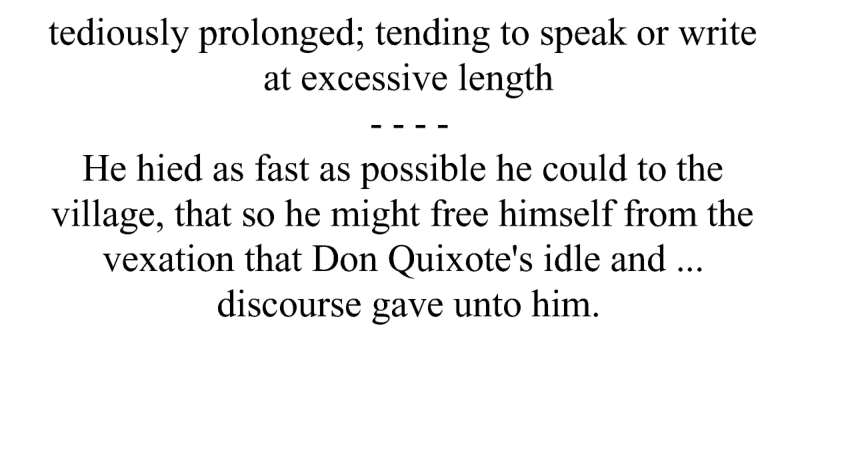 tediously prolonged; tending to speak or write
at excessive length
- - - -
He hied as fast as possible he could to the
village, that so he might free himself from the
vexation that Don Quixote's idle and ...
discourse gave unto him.